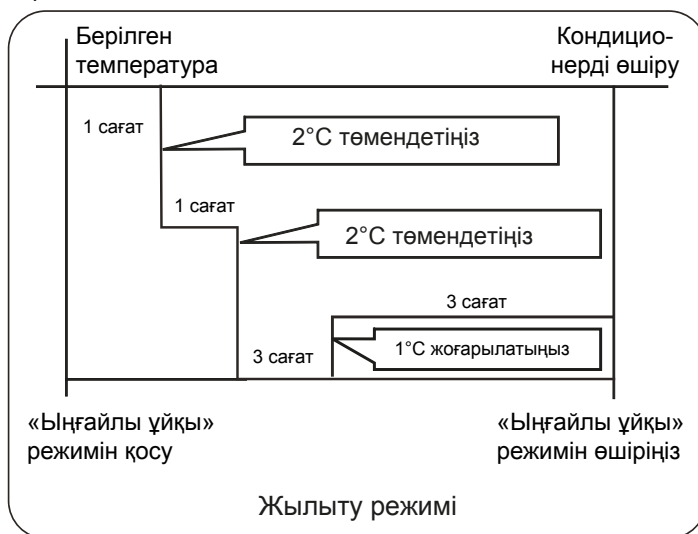 Берілген
температура
Кондицио-
нерді өшіру
1 сағат
2°С төмендетіңіз
1 сағат
2°С төмендетіңіз
3 сағат
3 сағат
1°С жоғарылатыңыз
«Ыңғайлы ұйқы»
режимін қосу
«Ыңғайлы ұйқы»
режимін өшіріңіз
Жылыту режимі